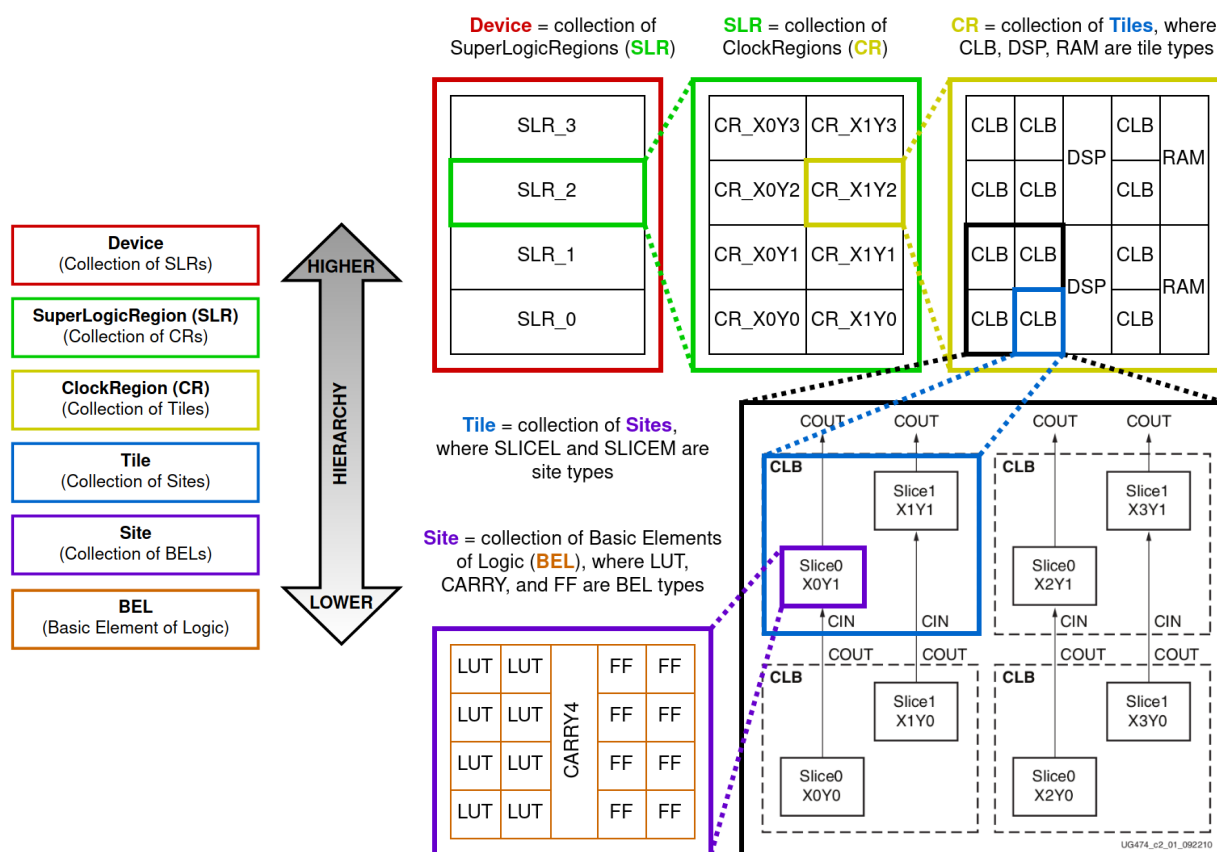 Device = collection of
SuperLogicRegions (SLR)
SLR = collection of
ClockRegions (CR)
CR = collection of Tiles, where
CLB, DSP, RAM are tile types
SLR_3
SLR_2
SLR_1
SLR_0
CR_X0Y3 CR_X1Y3
CR_X0Y2 CR_X1Y2
CR_X0Y1 CR_X1Y1
CR_X0Y0 CR_X1Y0
CLB CLB CLB
DSP RAM
CLB CLB CLB
CLB CLB CLB
DSP RAM
CLB CLB CLB
Device
(Collection of SLRs)
SuperLogicRegion (SLR)
(Collection of CRs)
ClockRegion (CR)
(Collection of Tiles)
Tile
(Collection of Sites)
Site
(Collection of BELs)
BEL
(Basic Element of Logic)
HIGHER
HIERARCHY
LOWER
Tile = collection of Sites,
where SLICEL and SLICEM are
site types
Site = collection of Basic Elements
of Logic (BEL), where LUT,
CARRY, and FF are BEL types
LUT LUT FF FF
LUT LUT FF FF
CARRY4
LUT LUT FF FF
LUT LUT FF FF
COUT COUT COUT COUT
CLB
Slice1
X1Y1
Slice0
X0Y1
CIN CIN
CLB
Slice1
X3Y1
Slice0
X2Y1
CIN CIN
COUT COUT COUT COUT
CLB
Slice1
X1Y0
Slice0
X0Y0
CLB
Slice1
X3Y0
Slice0
X2Y0
UG474_c2_01_092210